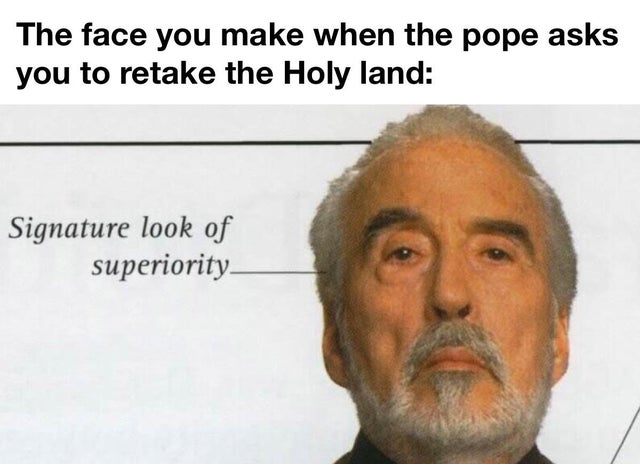 The face you make when the pope asks
you to retake the Holy land:
Signature look of
superiority